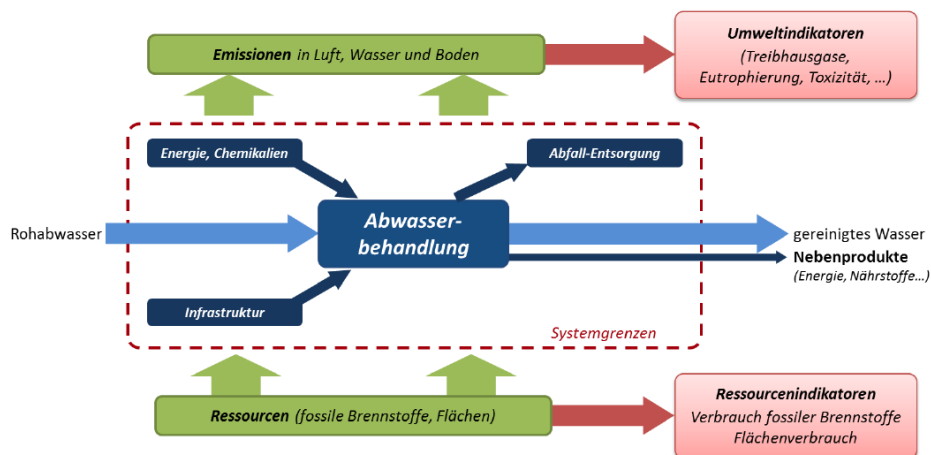 Emissionen in Luft, Wasser und Boden
Umweltindikatoren
(Treibhausgase,
Eutrophierung, Toxizität, ...)
Energie, Chemikalien
Abfall-Entsorgung
Rohabwasser
Abwasser-
behandlung
gereinigtes Wasser
Nebenprodukte
(Energie, Nährstoffe...)
Infrastruktur
Systemgrenzen
Ressourcen (fossile Brennstoffe, Flächen)
Ressourcenindikatoren
Verbrauch fossiler Brennstoffe
Flächenverbrauch